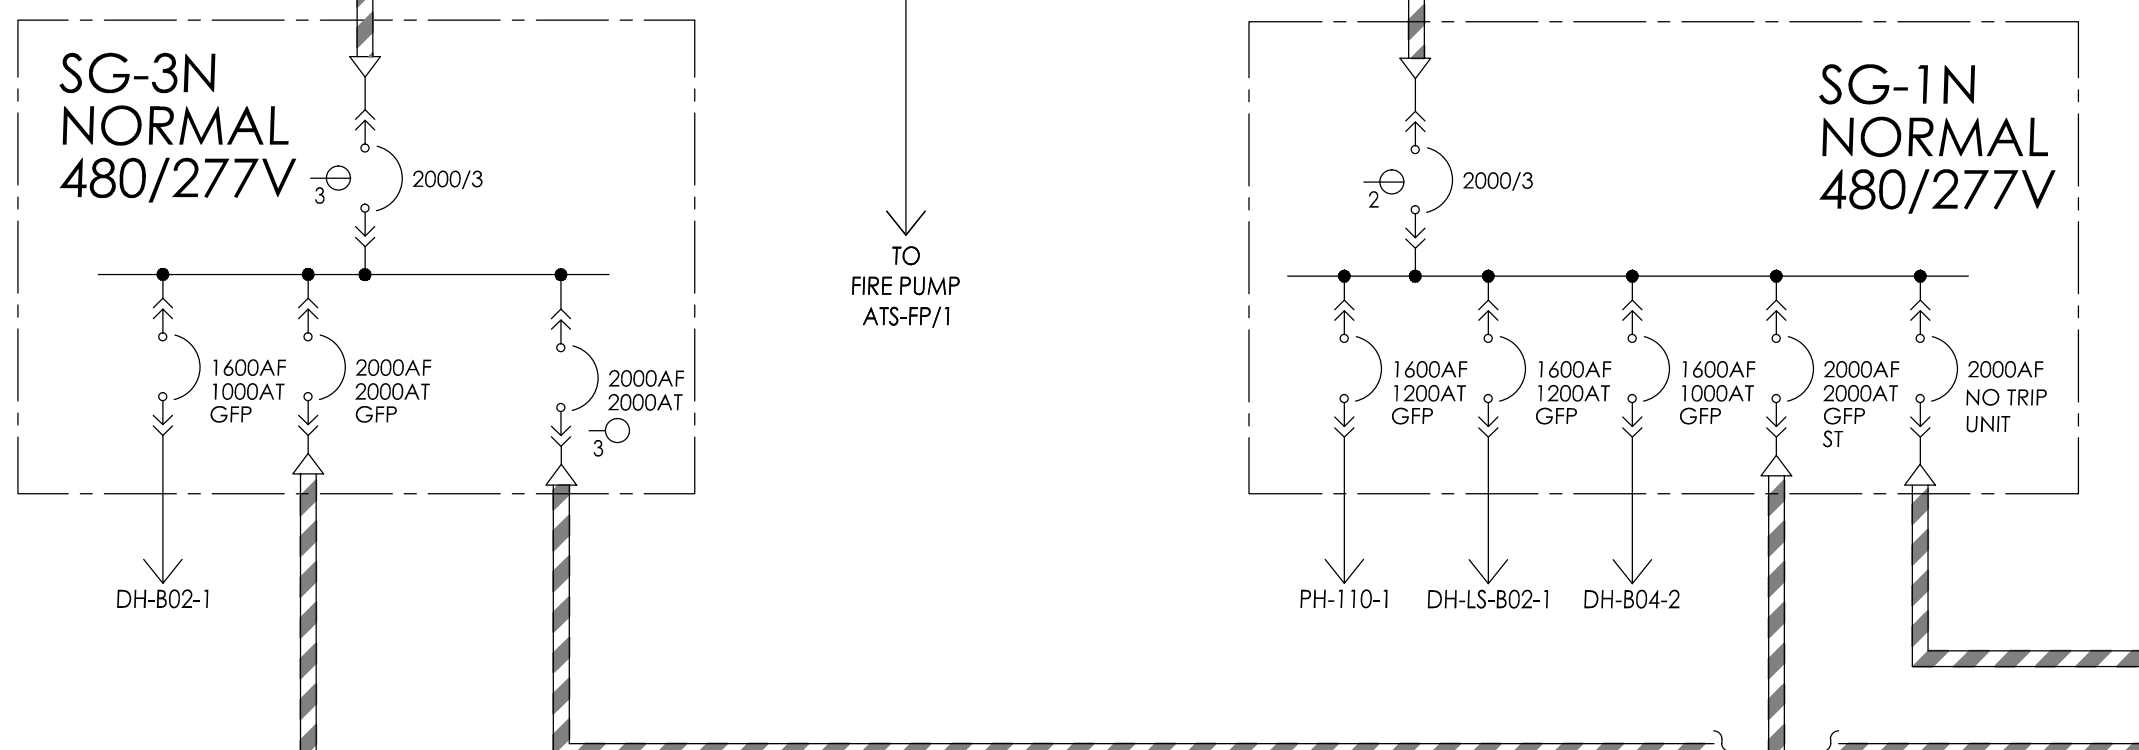 SG-3N
NORMAL
480/277V
3
2000/3
1600AF
1000AT
GFP
2000AF
2000AT
GFP
2000AF
2000AT
3
DH-B02-1
TO
FIRE PUMP
ATS-FP/1
SG-1N
NORMAL
480/277V
2
2000/3
1600AF
1200AT
GFP
1600AF
1200AT
GFP
1600AF
1000AT
GFP
2000AF
2000AT
GFP
ST
2000AF
NO TRIP
UNIT
PH-110-1
DH-LS-B02-1
DH-B04-2